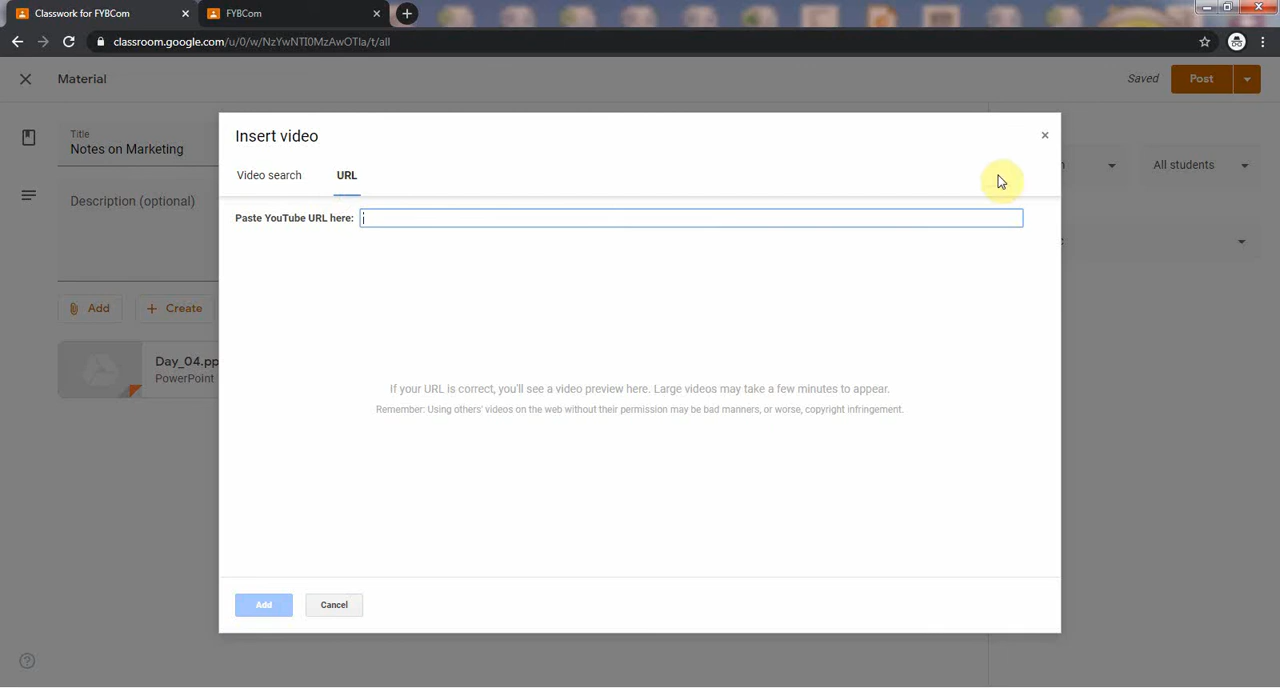 Classwork for FYBCom
FYBCom
classroom.google.com/u/0/w/NzYwNTI0MzAwOTla/t/all
Material
Saved
Post
Title
Notes on Marketing
Description (optional)
Add
Create
Day_04.pp
PowerPoint
All students
Insert video
Video search
URL
Paste YouTube URL here:
If your URL is correct, you'll see a video preview here. Large videos may take a few minutes to appear.
Remember: Using others' videos on the web without their permission may be bad manners, or worse, copyright infringement.
Add
Cancel